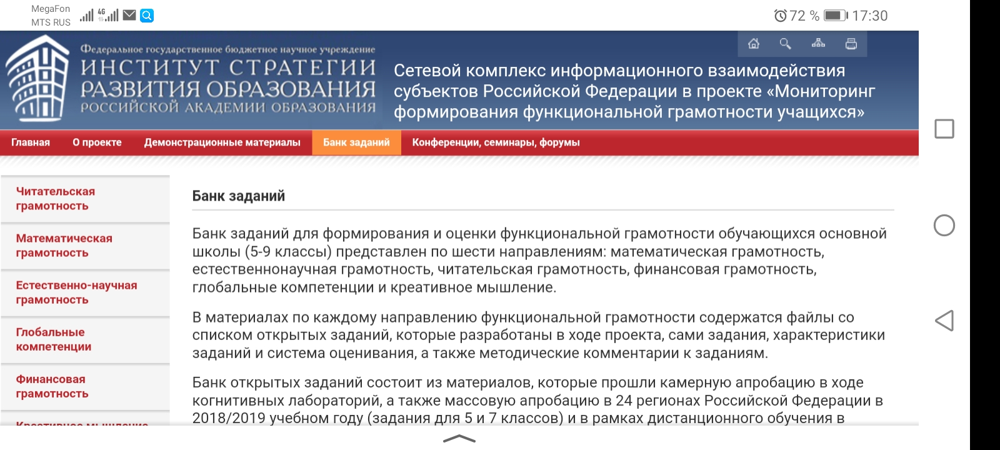 MegaFon
MTS RUS
4G
72 %
17:30
Федеральное государственное бюджетное научное учреждение
ИНСТИТУТ СТРАТЕГИИ
РАЗВИТИЯ ОБРАЗОВАНИЯ
РОССИЙСКОЙ АКАДЕМИИ ОБРАЗОВАНИЯ
Сетевой комплекс информационного взаимодействия
субъектов Российской Федерации в проекте «Мониторинг
формирования функциональной грамотности учащихся»
Главная
О проекте
Демонстрационные материалы
Банк заданий
Конференции, семинары, форумы
Читательская
грамотность
Математическая
грамотность
Естественно-научная
грамотность
Глобальные
компетенции
Финансовая
грамотность
Креативное мышление
Банк заданий
Банк заданий для формирования и оценки функциональной грамотности обучающихся основной
школы (5-9 классы) представлен по шести направлениям: математическая грамотность,
естественнонаучная грамотность, читательская грамотность, финансовая грамотность,
глобальные компетенции и креативное мышление.
В материалах по каждому направлению функциональной грамотности содержатся файлы со
списком открытых заданий, которые разработаны в ходе проекта, сами задания, характеристики
заданий и система оценивания, а также методические комментарии к заданиям.
Банк открытых заданий состоит из материалов, которые прошли камерную апробацию в ходе
когнитивных лабораторий, а также массовую апробацию в 24 регионах Российской Федерации в
2018/2019 учебном году (задания для 5 и 7 классов) и в рамках дистанционного обучения в